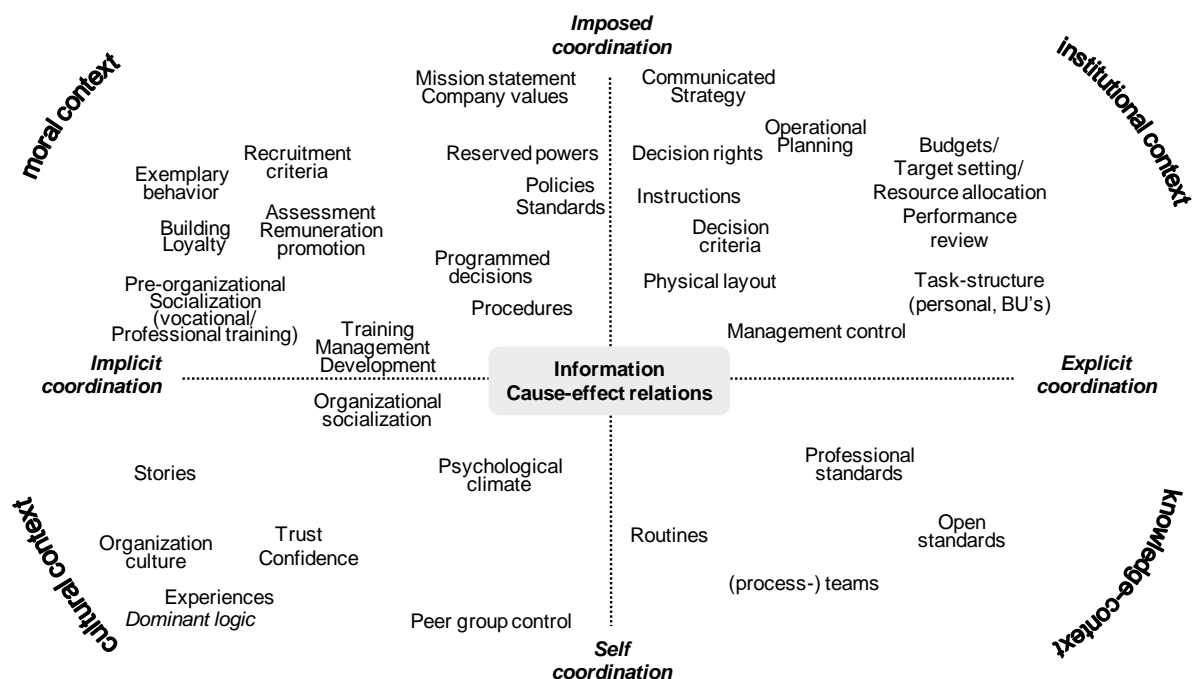 Imposed
coordination
moral context
institutional context
Mission statement
Company values
Communicated
Strategy
Operational
Planning
Recruitment
criteria
Reserved powers
Decision rights
Budgets/
Target setting/
Resource allocation
Performance
review
Exemplary
behavior
Policies
Standards
Instructions
Building
Loyalty
Assessment
Remuneration
promotion
Decision
criteria
Programmed
decisions
Physical layout
Task-structure
(personal, BU's)
Pre-organizational
Socialization
(vocational/
Professional training)
Procedures
Training
Management
Development
Management control
Implicit
coordination
Information
Cause-effect relations
Explicit
coordination
Organizational
socialization
Stories
Psychological
climate
Professional
standards
cultural context
knowledge-context
Organization
culture
Trust
Confidence
Routines
Open
standards
(process-) teams
Experiences
Dominant logic
Peer group control
Self
coordination